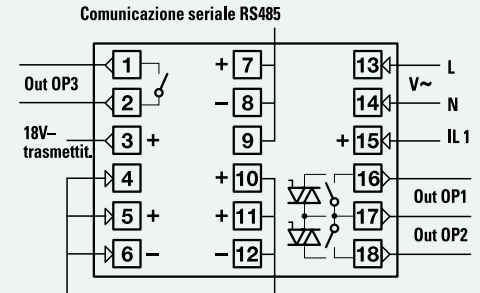 Comunicazione seriale RS485
1 + 7 13 L
Out OP3 V~
2 – 8 14 N
18V–
trasmettit.
3 + 9 + 15 IL 1
4 + 10 16
Out OP1
5 + + 11 17
Out OP2
6 – – 12 18